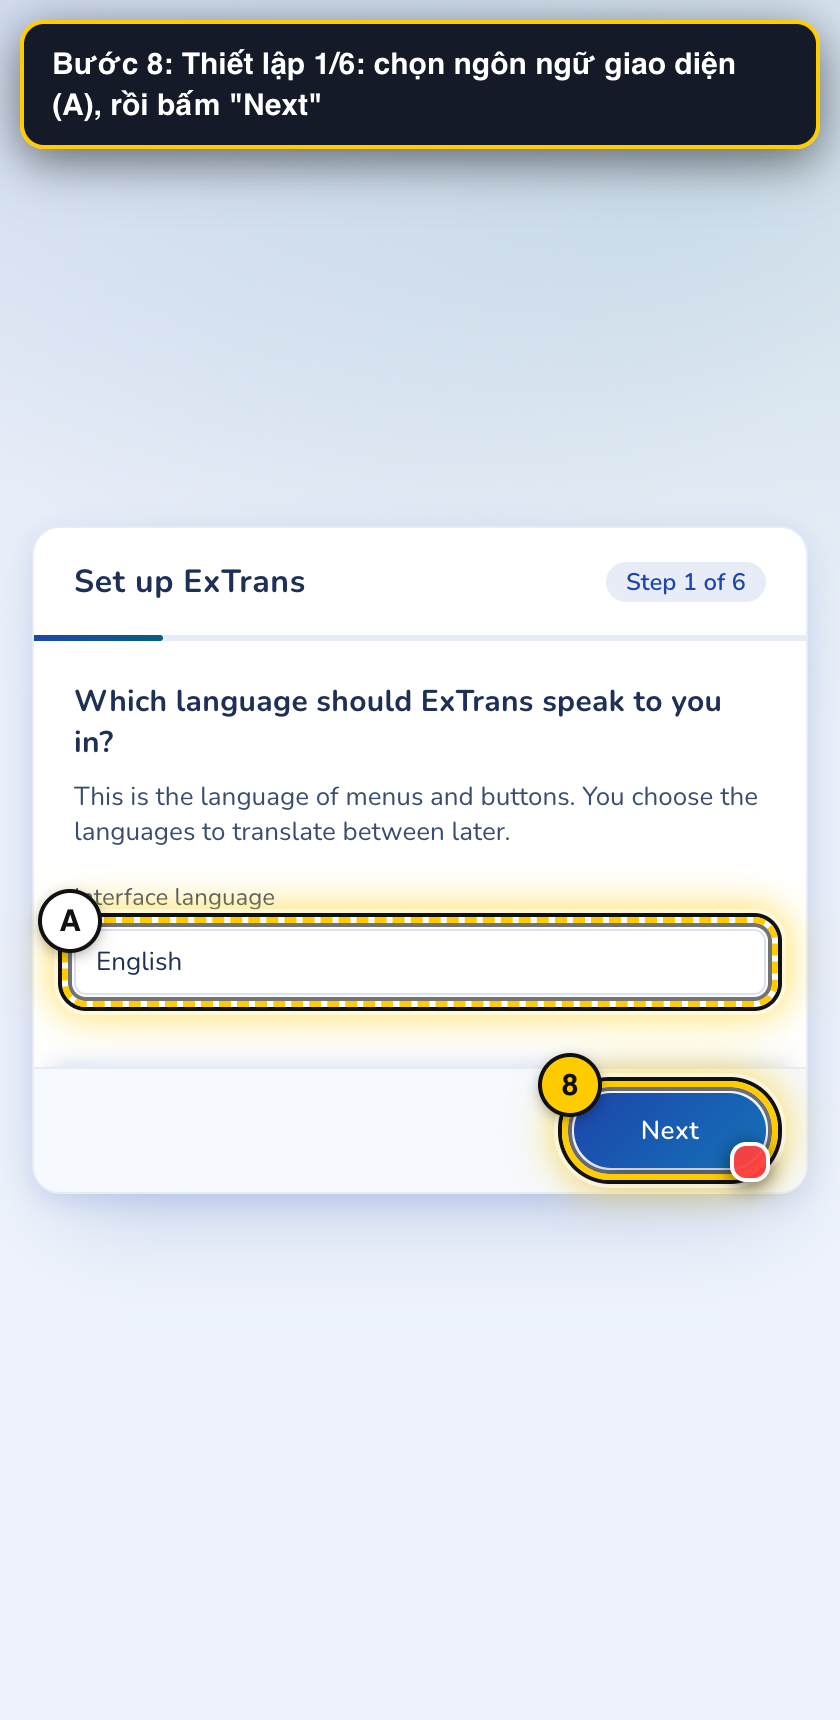 Bước 8: Thiết lập 1/6: chọn ngôn ngữ giao diện
(A), rồi bấm "Next"
Set up ExTrans
Step 1 of 6
Which language should ExTrans speak to you
in?
This is the language of menus and buttons. You choose the
languages to translate between later.
Interface language
A
English
8
Next